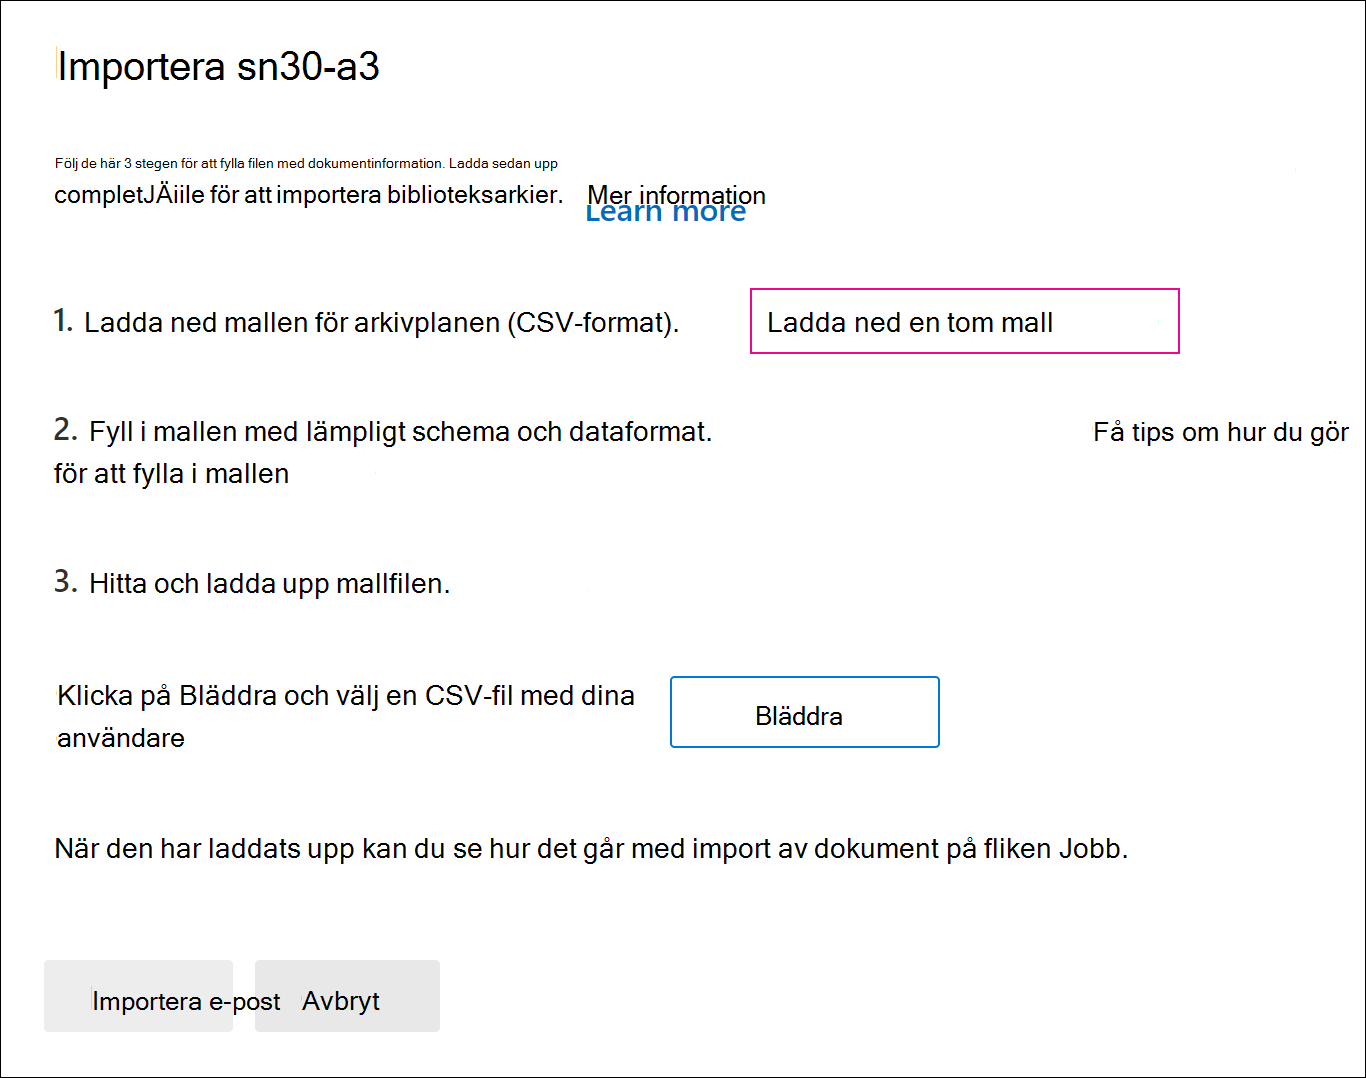 Importera sn30-a3
Följ de här 3 stegen för att fylla filen med dokumentinformation. Ladda sedan upp
completJÄiile för att importera biblioteksarkier. Mer information
Learn more
1. Ladda ned mallen för arkivplanen (CSV-format). Ladda ned en tom mall
2. Fyll i mallen med lämpligt schema och dataformat. Få tips om hur du gör
för att fylla i mallen
3. Hitta och ladda upp mallfilen.
Klicka på Bläddra och välj en CSV-fil med dina
användare
Bläddra
När den har laddats upp kan du se hur det går med import av dokument på fliken Jobb.
Importera e-post Avbryt